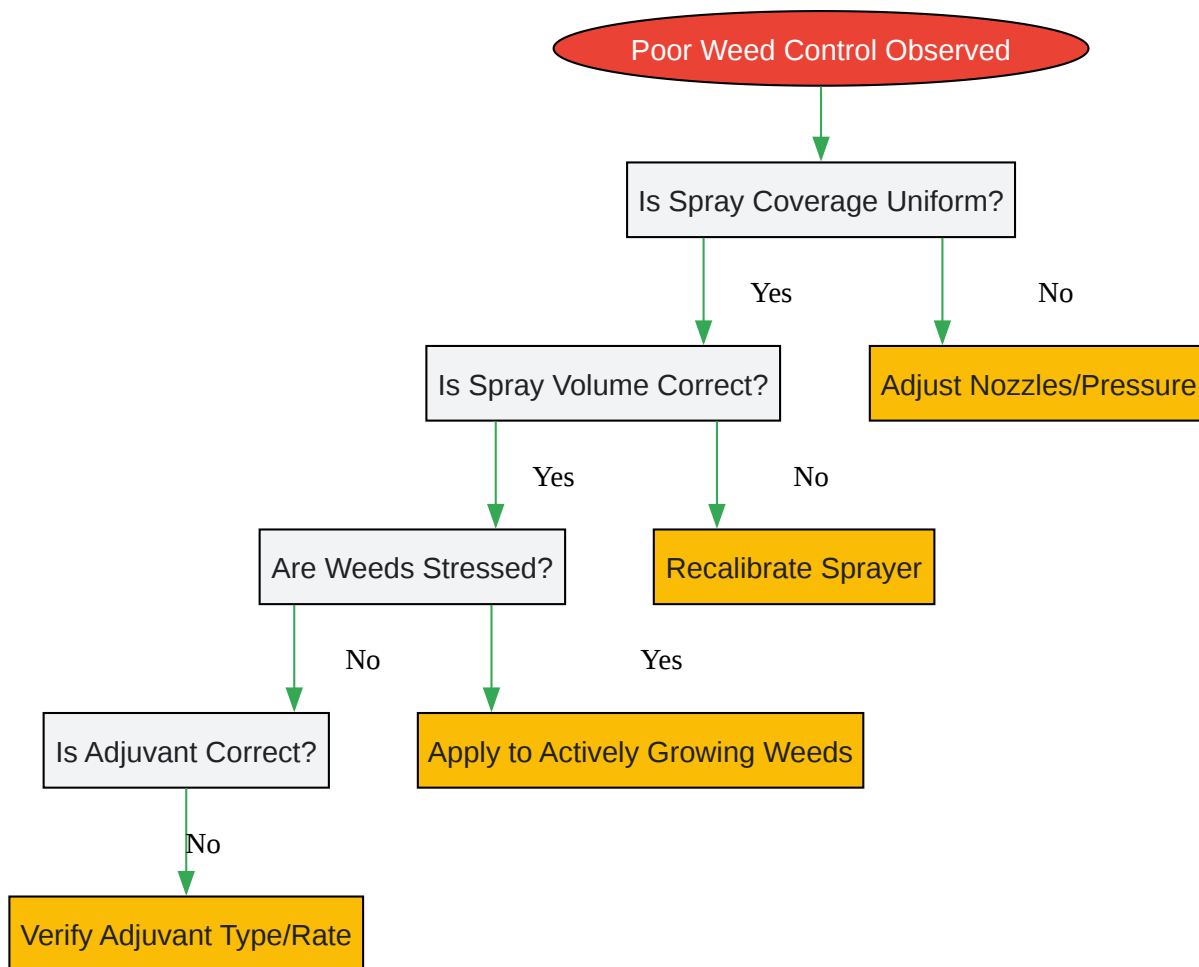 Poor Weed Control Observed
Is Spray Coverage Uniform?
Yes
No
Is Spray Volume Correct?
Adjust Nozzles/Pressure
Yes
No
Are Weeds Stressed?
Recalibrate Sprayer
No
Yes
Is Adjuvant Correct?
Apply to Actively Growing Weeds
No
Verify Adjuvant Type/Rate